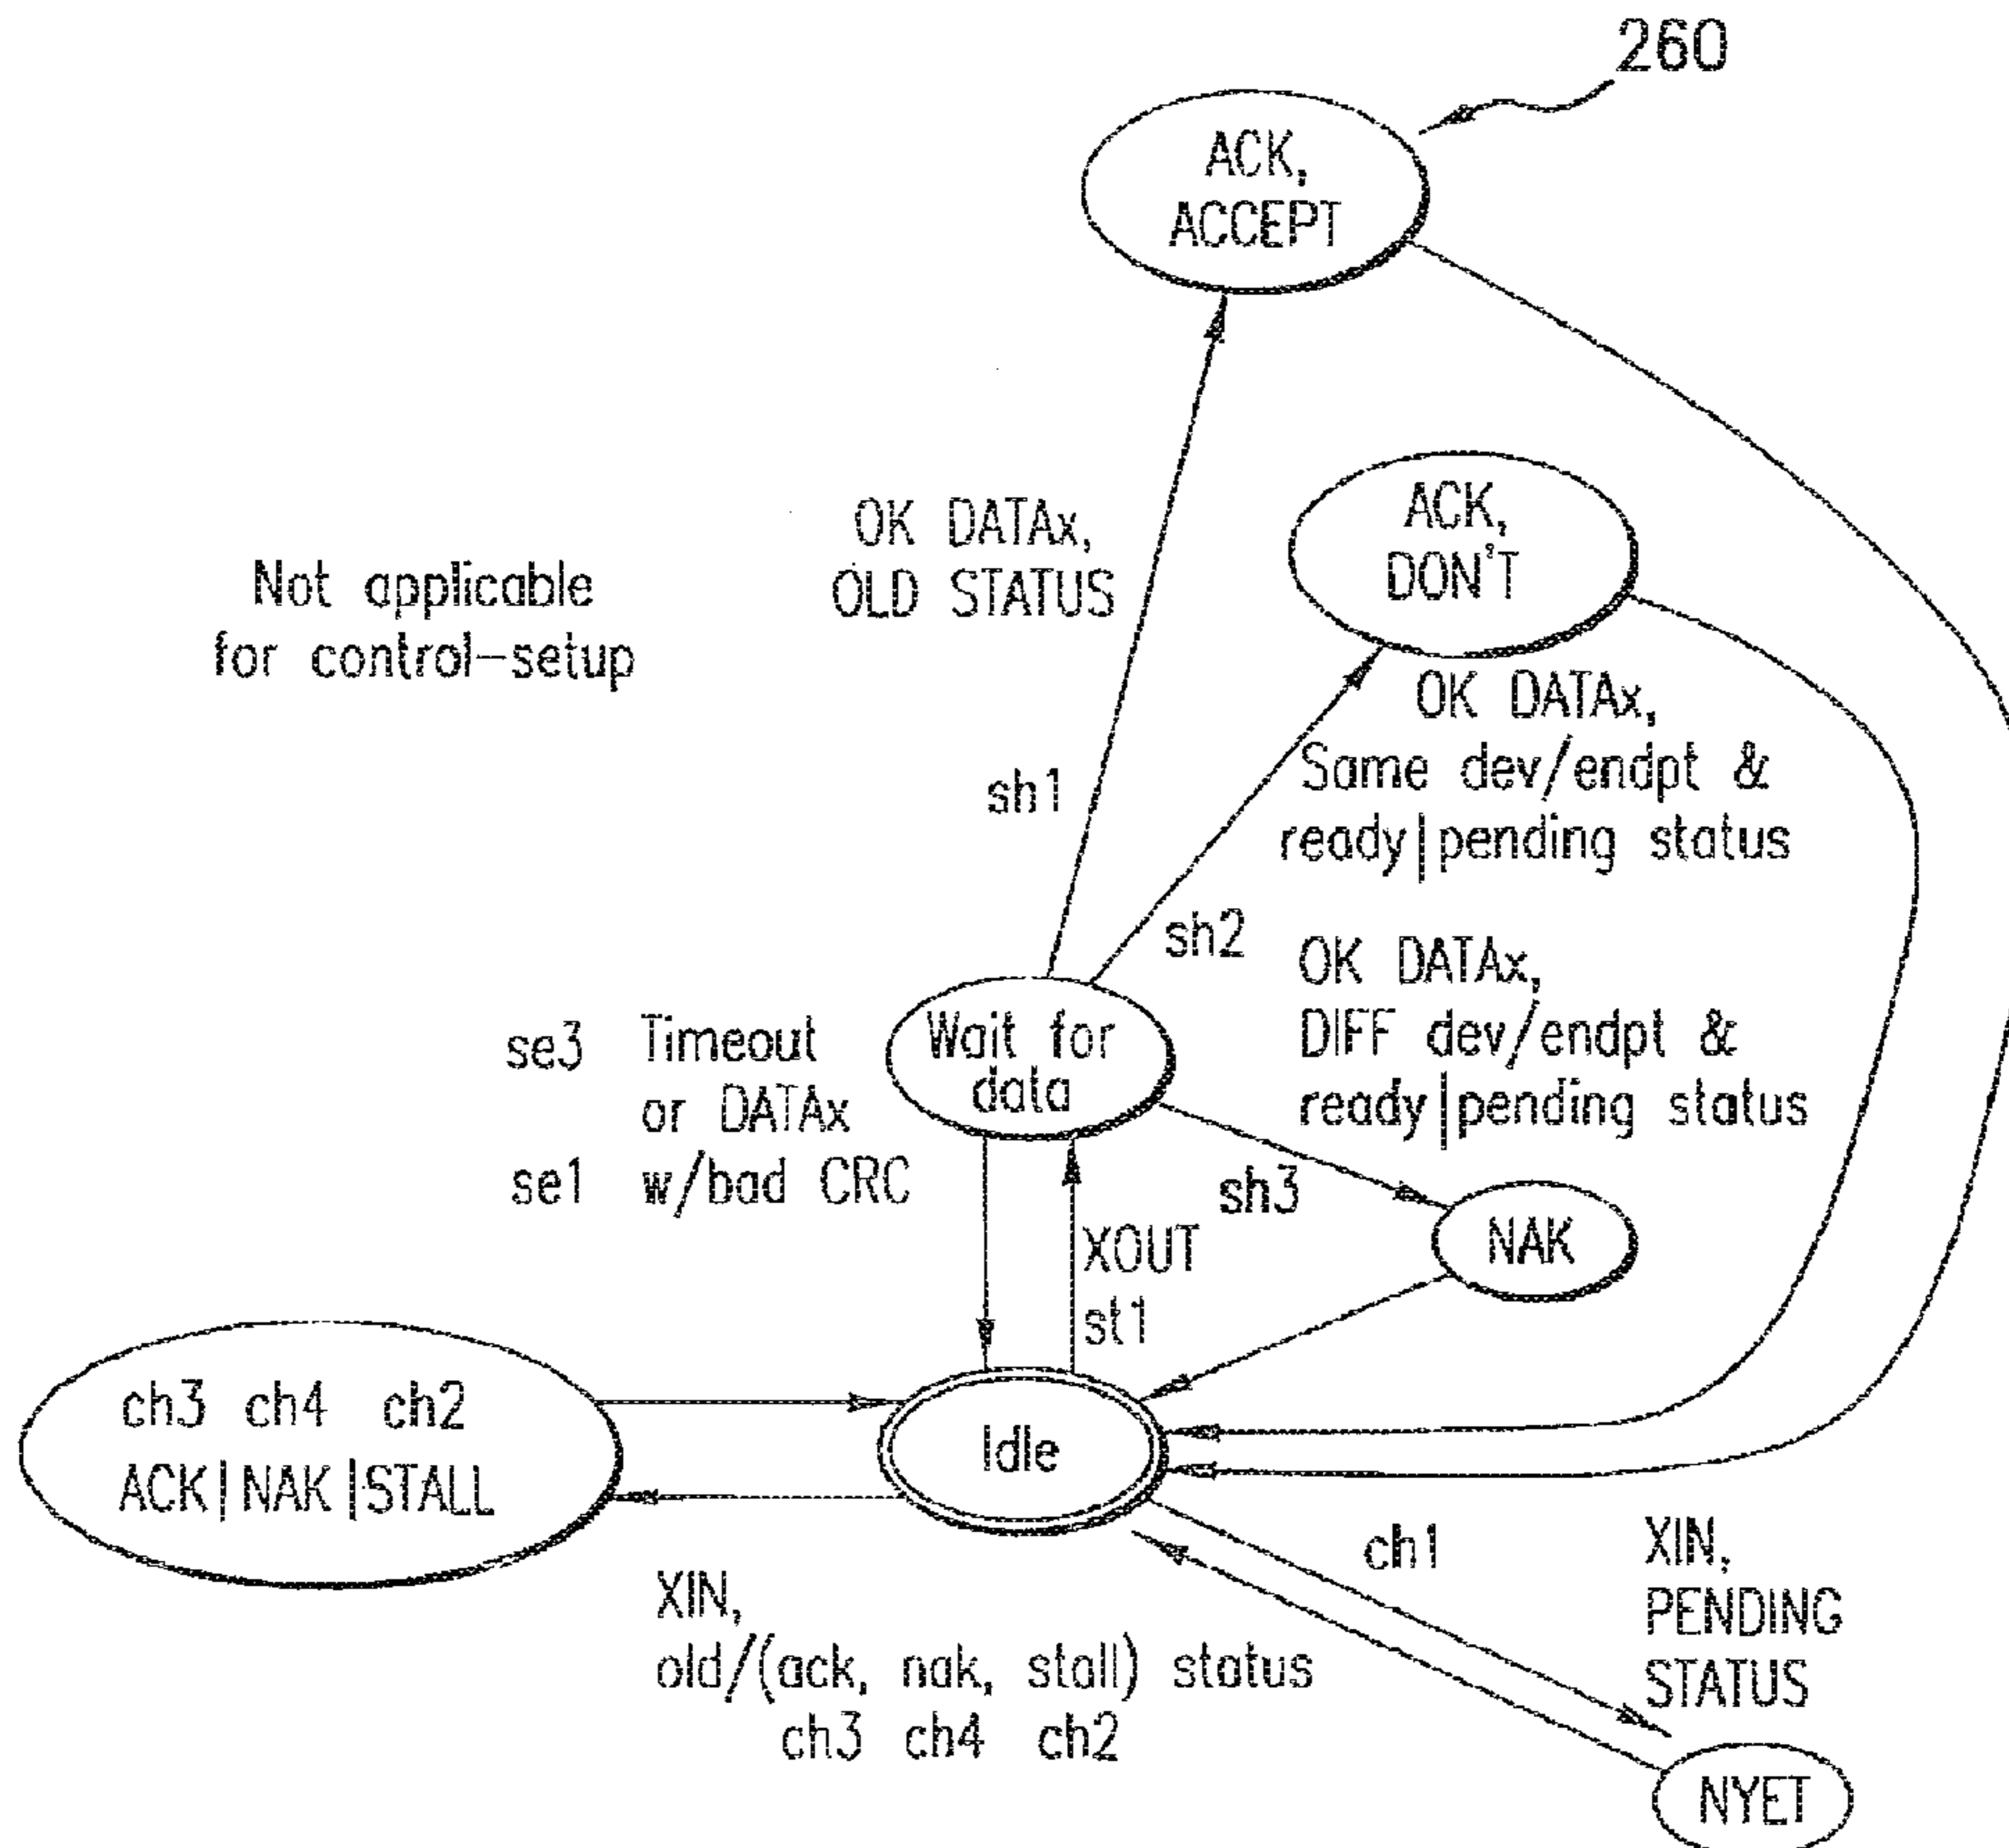 260
ACK,
ACCEPT
OK DATAx,
OLD STATUS
ACK,
DON'T
Not applicable
for control-setup
OK DATAx,
Same dev/endpt &
ready|pending status
sh1
sh2
OK DATAx,
DIFF dev/endpt &
ready|pending status
se3 Timeout
or DATAx
se1 w/bad CRC
Wait for
data
sh3
NAK
XOUT
st1
ch3 ch4 ch2
ACK|NAK|STALL
Idle
ch1
XIN,
PENDING
STATUS
XIN,
old/(ack, nak, stall) status
ch3 ch4 ch2
NYET